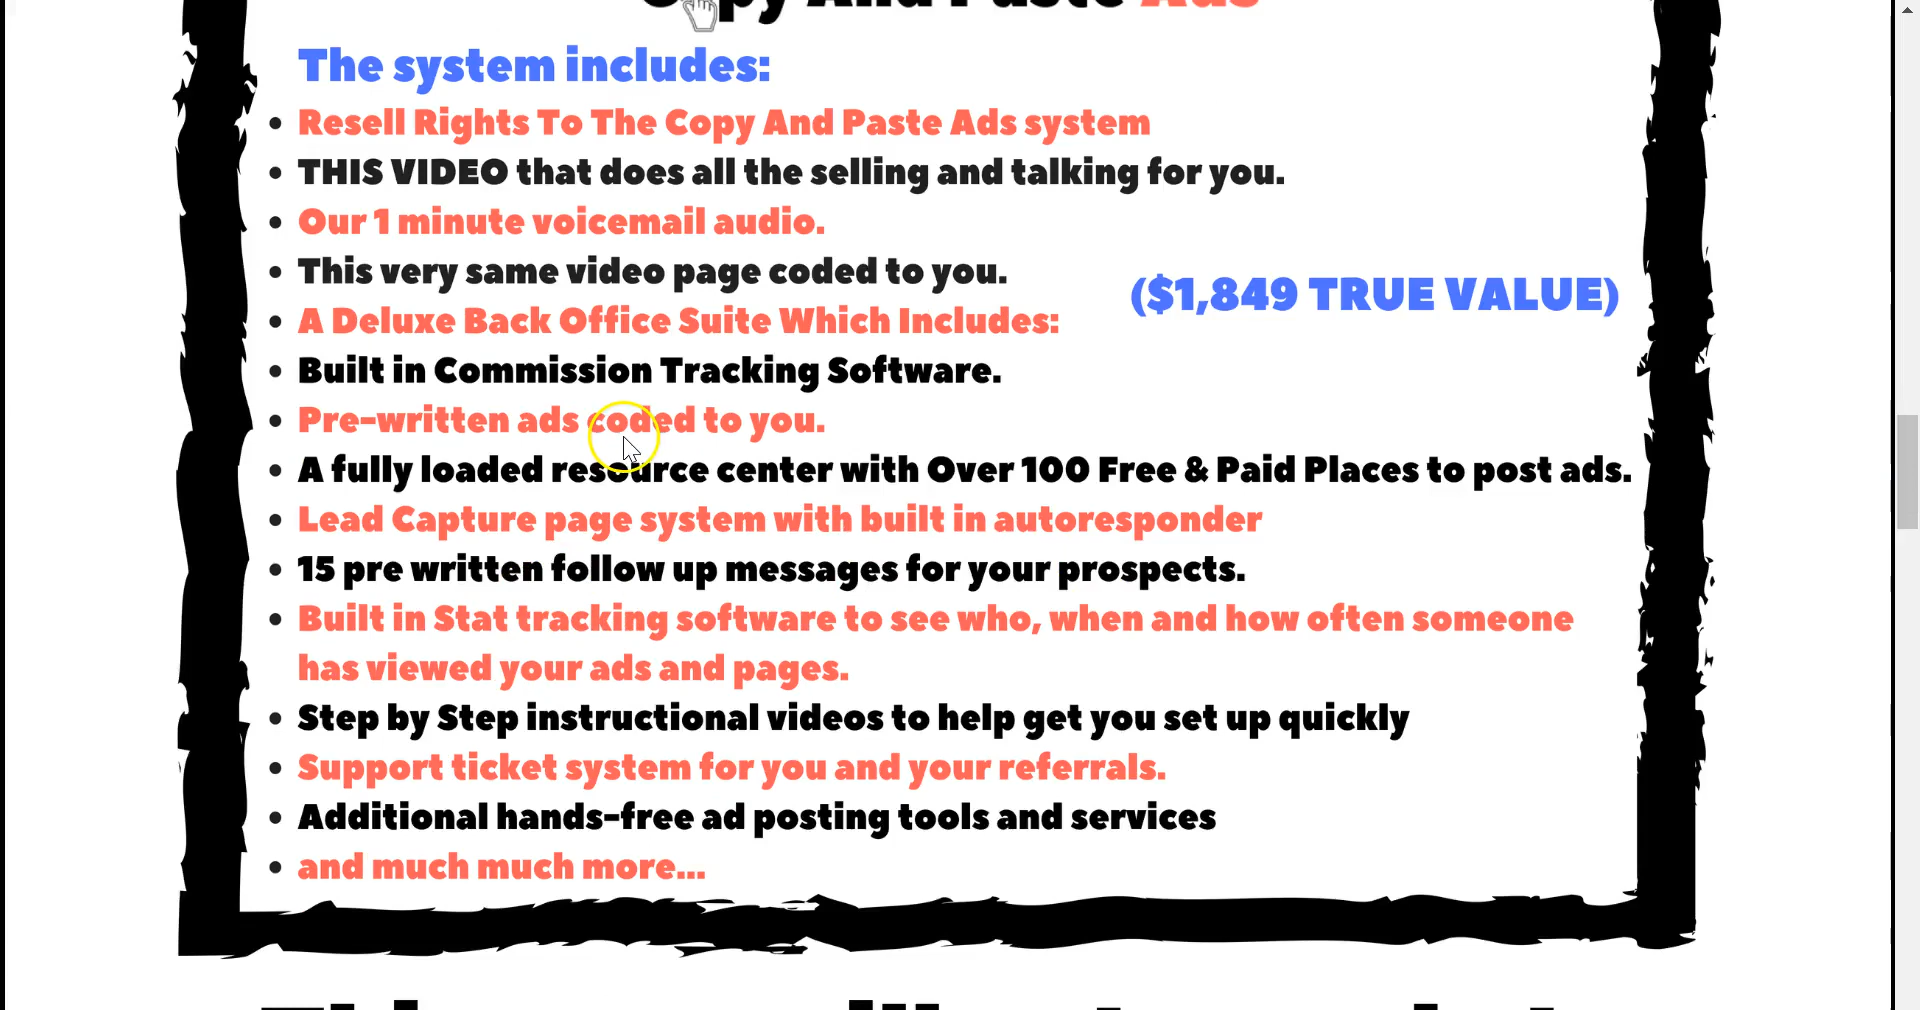 Copy And Paste Ads
The system includes:
Resell Rights To The Copy And Paste Ads system
THIS VIDEO that does all the selling and talking for you.
Our 1 minute voicemail audio.
This very same video page coded to you.
($1,849 TRUE VALUE)
A Deluxe Back Office Suite Which Includes:
Built in Commission Tracking Software.
Pre-written ads coded to you.
A fully loaded resource center with Over 100 Free & Paid Places to post ads.
Lead Capture page system with built in autoresponder
15 pre written follow up messages for your prospects.
Built in Stat tracking software to see who, when and how often someone
has viewed your ads and pages.
Step by Step instructional videos to help get you set up quickly
Support ticket system for you and your referrals.
Additional hands-free ad posting tools and services
and much much more...